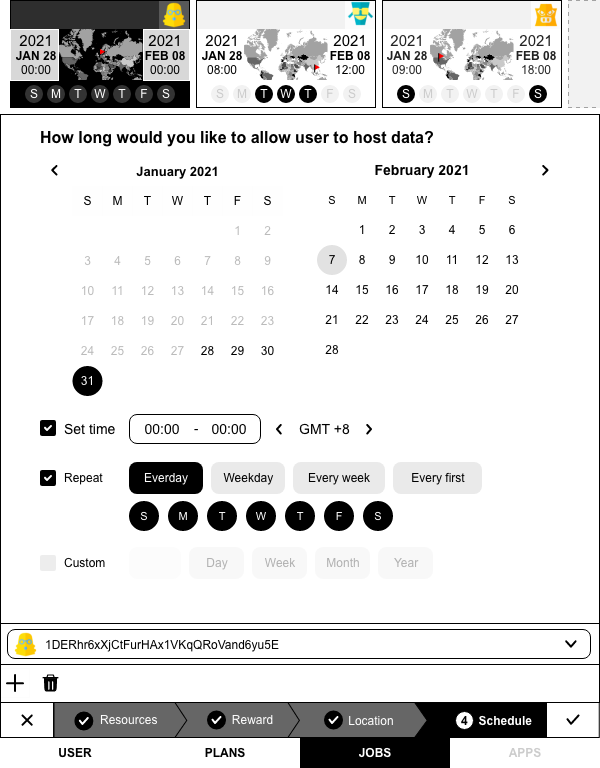 2021
JAN 28
00:00
2021
FEB 08
00:00
S M T W T F S
2021
JAN 28
08:00
2021
FEB 08
12:00
S M T W T F S
2021
JAN 28
09:00
2021
FEB 08
18:00
S M T W T F S
How long would you like to allow user to host data?
January 2021
S M T W T F S
1 2
3 4 5 6 7 8 9
10 11 12 13 14 15 16
17 18 19 20 21 22 23
24 25 26 27 28 29 30
31
February 2021
S M T W T F S
1 2 3 4 5 6
7 8 9 10 11 12 13
14 15 16 17 18 19 20
21 22 23 24 25 26 27
28
Set time 00:00 - 00:00 GMT +8
Repeat Everday Weekday Every week Every first
S M T W T F S
Custom Day Week Month Year
1DERhr6xXjCtFurHAx1VKqQRoVand6yu5E
Resources Reward Location 4 Schedule
USER PLANS JOBS APPS